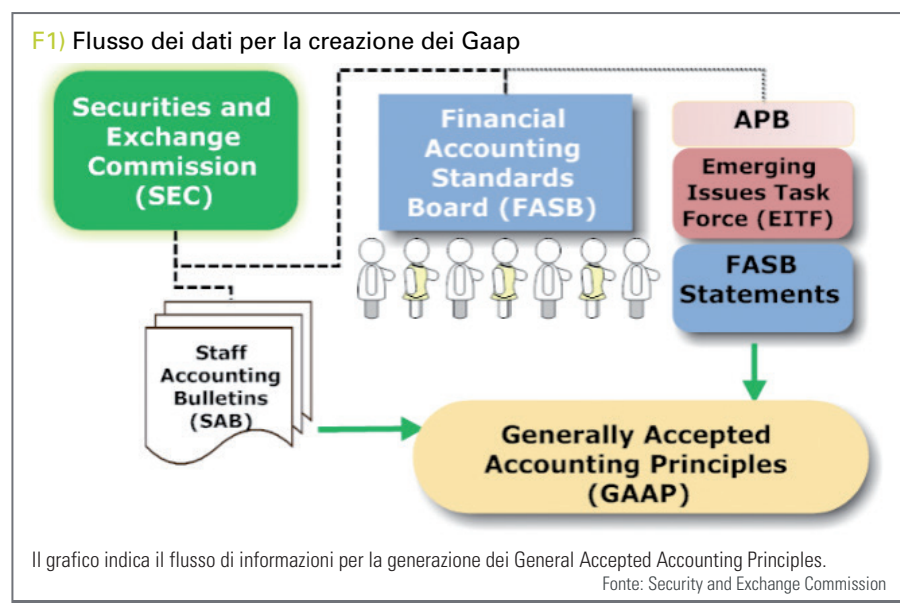 F1) Flusso dei dati per la creazione dei Gaap
Securities and
Exchange
Commission
(SEC)
Financial
Accounting
Standards
Board (FASB)
APB
Emerging
Issues Task
Force (EITF)
FASB
Statements
Staff
Accounting
Bulletins
(SAB)
Generally Accepted
Accounting Principles
(GAAP)
Il grafico indica il flusso di informazioni per la generazione dei General Accepted Accounting Principles.
Fonte: Security and Exchange Commission